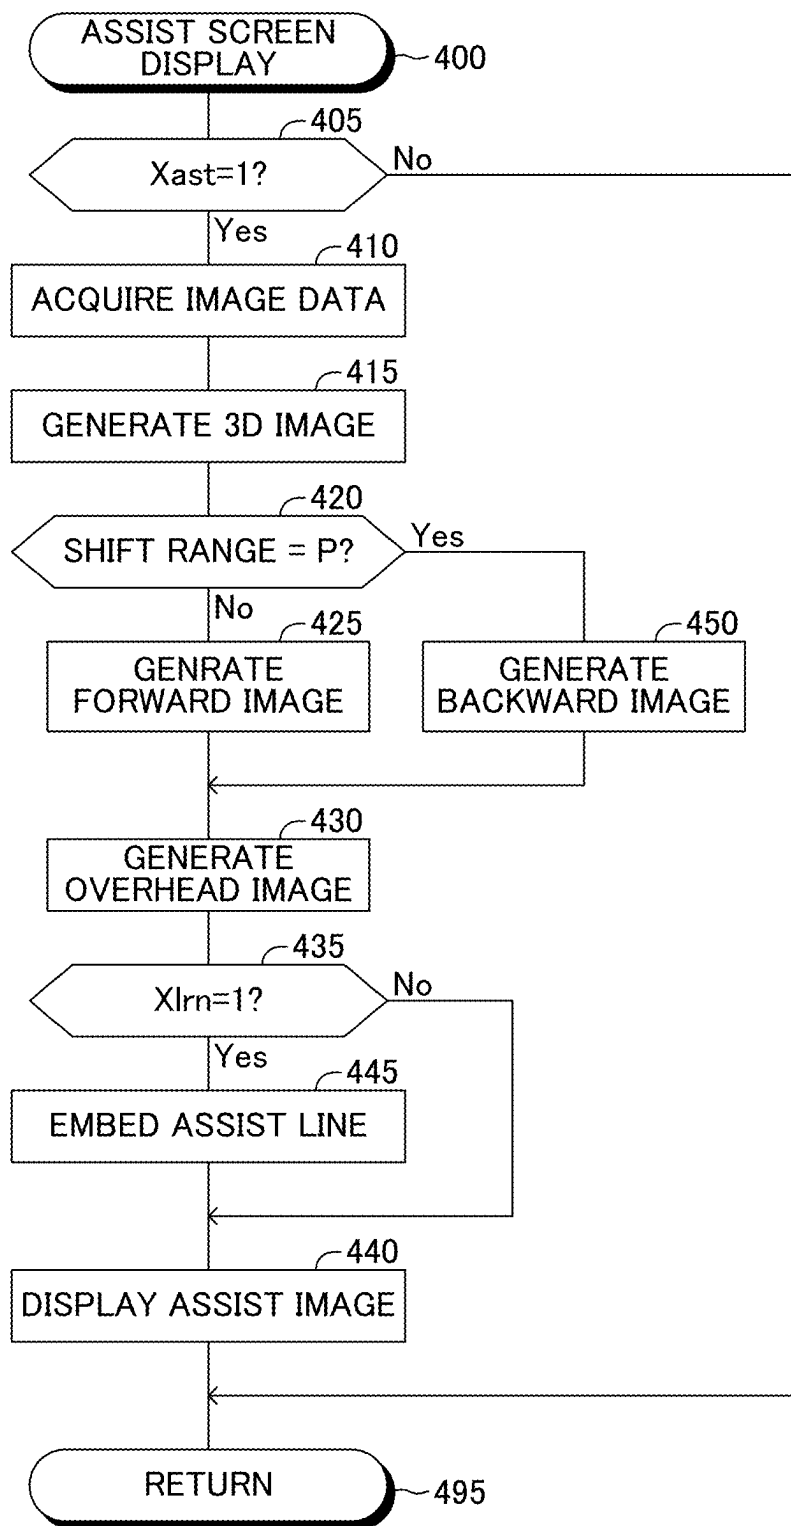 ASSIST SCREEN
DISPLAY
400
405
Xast=1?
No
Yes
410
ACQUIRE IMAGE DATA
415
GENERATE 3D IMAGE
420
SHIFT RANGE = P?
Yes
No
425
GENRATE
FORWARD IMAGE
450
GENERATE
BACKWARD IMAGE
430
GENERATE
OVERHEAD IMAGE
435
Xlrn=1?
No
Yes
445
EMBED ASSIST LINE
440
DISPLAY ASSIST IMAGE
RETURN
495